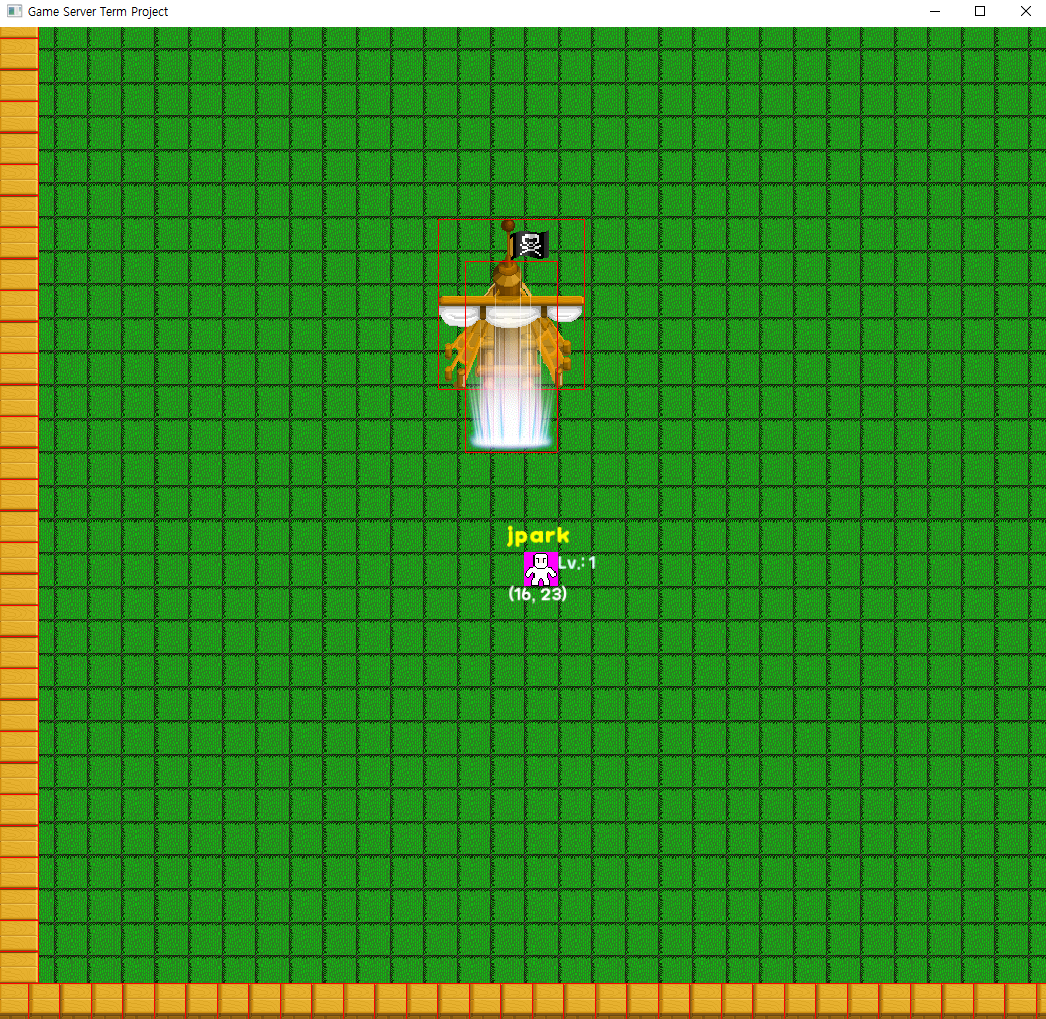 Game Server Term Project
jpark
Lv.: 1
(16, 23)